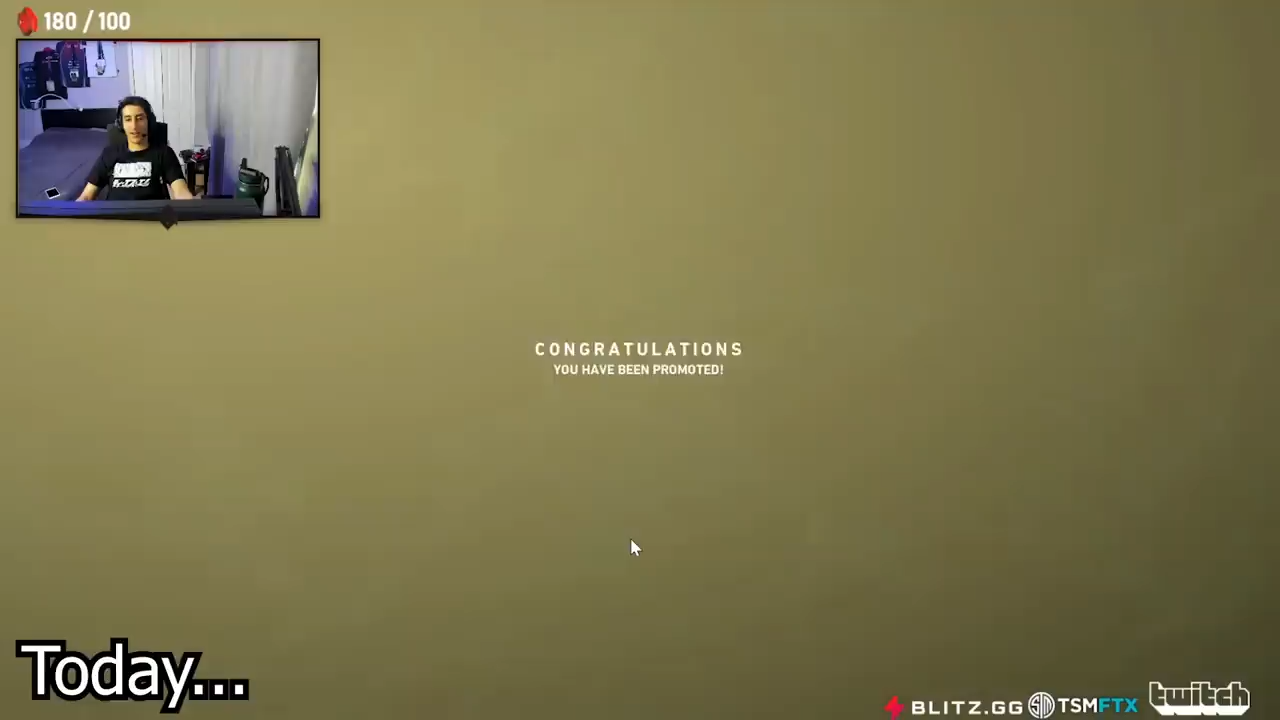 180 / 100
CONGRATULATIONS
YOU HAVE BEEN PROMOTED!
Today...
BLITZ.GG TSMFTX twitch